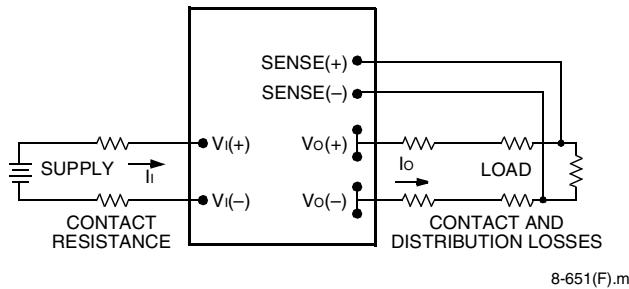 SENSE(+)
SENSE(–)
SUPPLY
II
VI(+)
VO(+)
IO
LOAD
VI(–)
VO(–)
CONTACT
RESISTANCE
CONTACT AND
DISTRIBUTION LOSSES
8-651(F).m